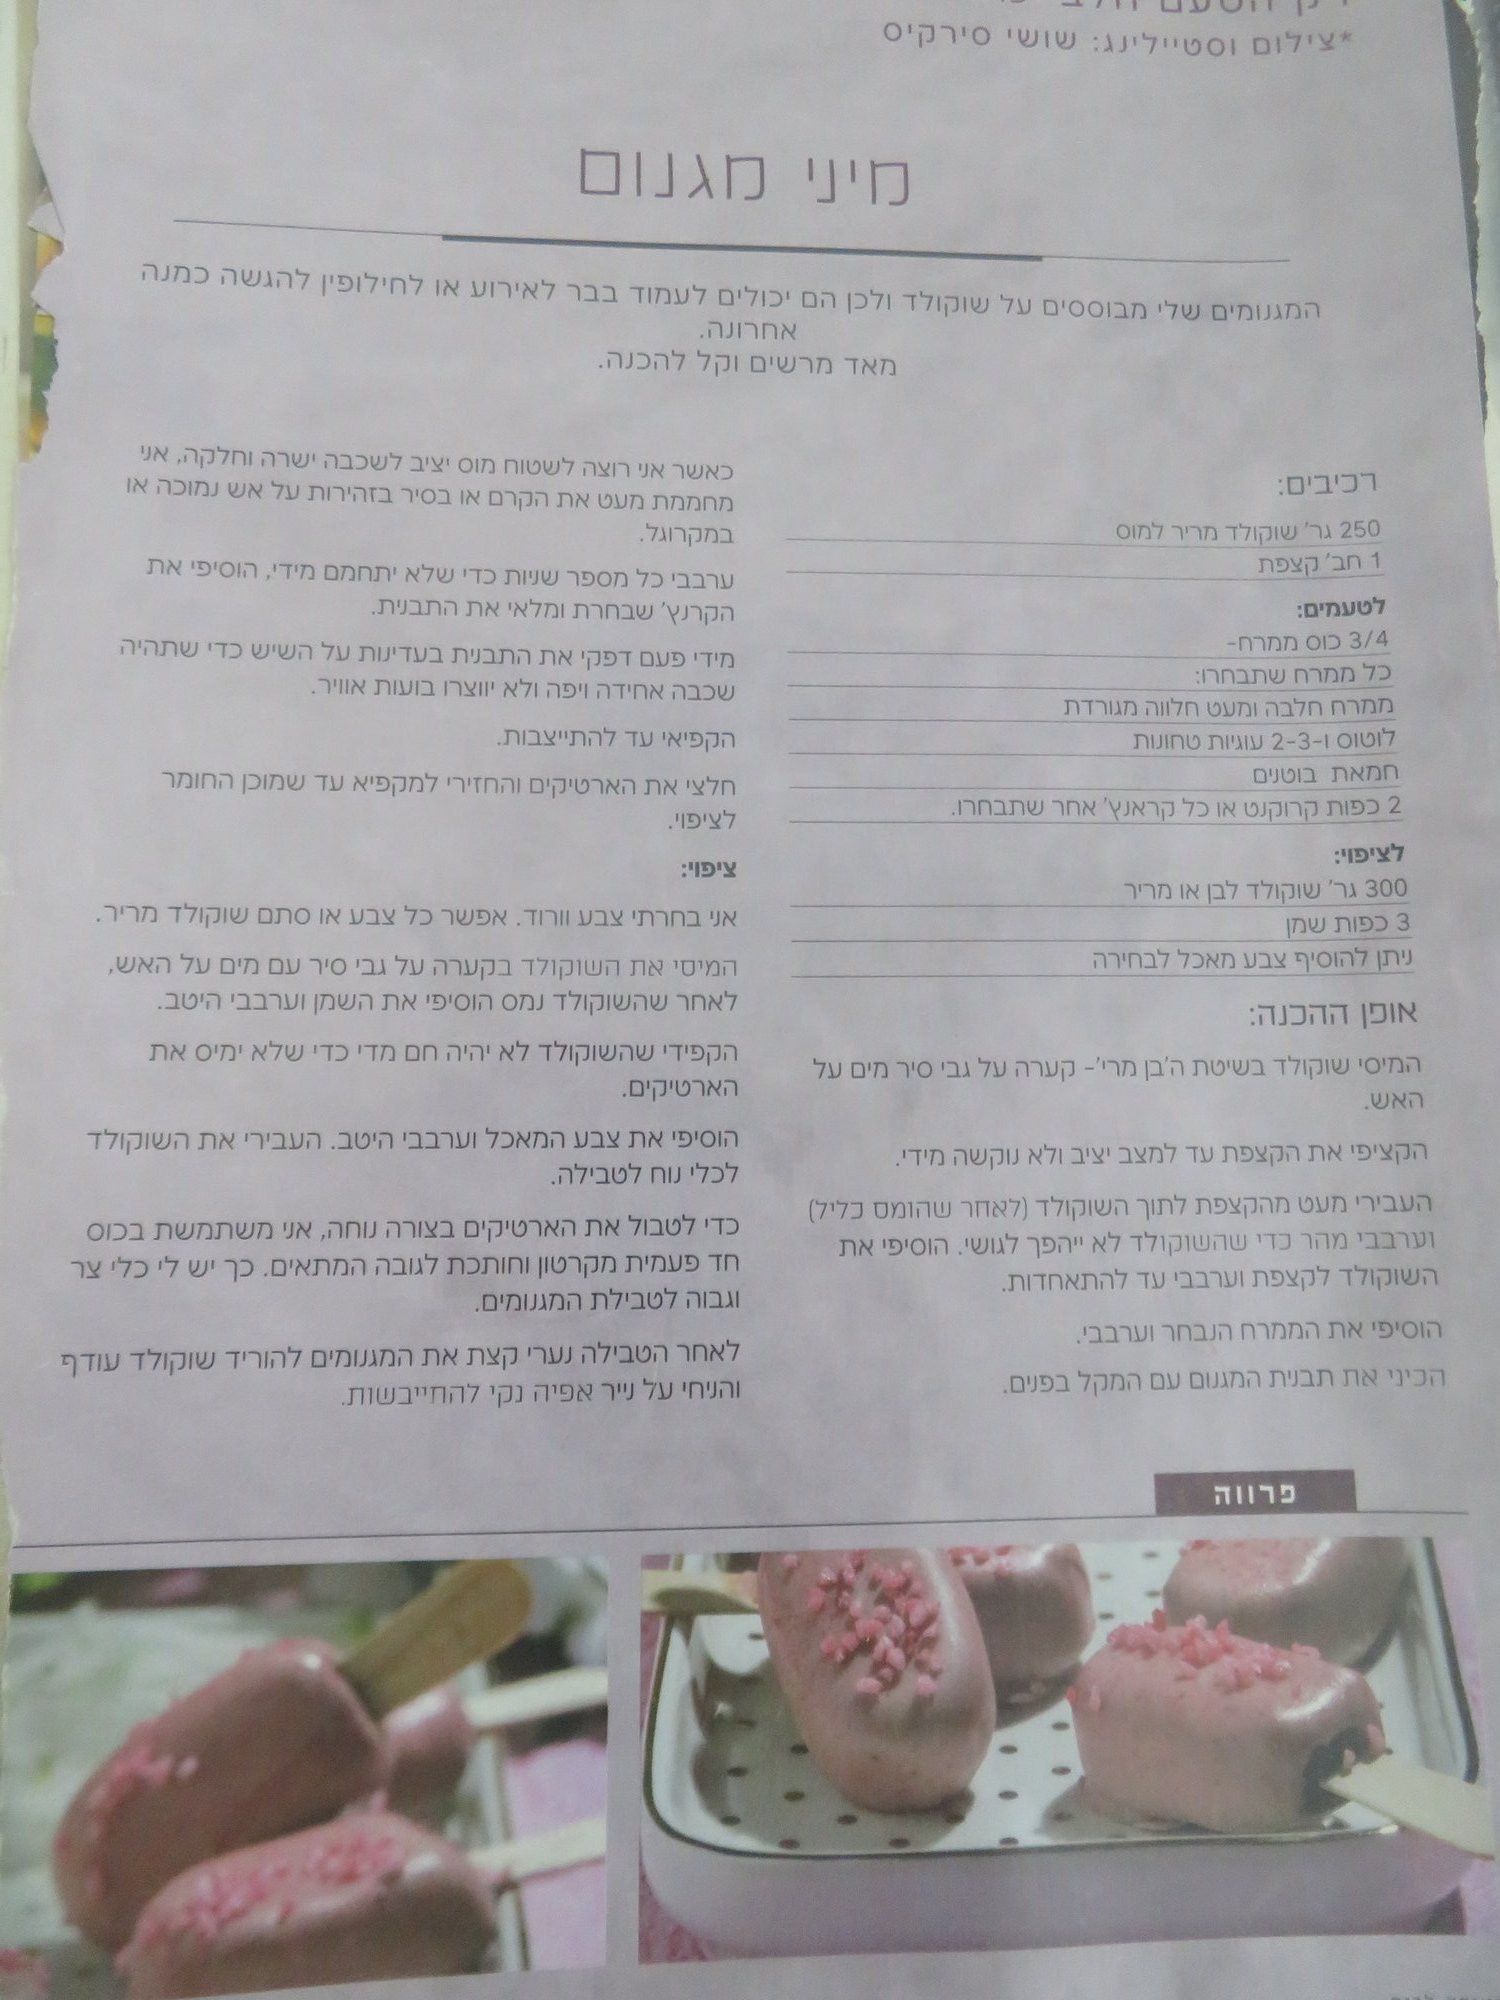 *צילום וסטיילינג: שושי סירקיס
מיני מגנום
המגנומים שלי מבוססים על שוקולד ולכן הם יכולים לעמוד בבר לאירוע או לחילופין להגשה כמנה
אחרונה.
מאד מרשים וקל להכנה.
רכיבים:
250 גר' שוקולד מריר למוס
1 חב' קצפת
לטעמים:
3/4 כוס ממרח-
כל ממרח שתבחרו:
ממרח חלבה ומעט חלווה מגורדת
לוטוס ו-2-3 עוגיות טחונות
חמאת בוטנים
2 כפות קרוקנט או כל קראנץ' אחר שתבחרו.
לציפוי:
300 גר' שוקולד לבן או מריר
3 כפות שמן
ניתן להוסיף צבע מאכל לבחירה
אופן ההכנה:
המיסי שוקולד בשיטת ה'בן מרי'- קערה על גבי סיר מים על
האש.
הקציפי את הקצפת עד למצב יציב ולא נוקשה מידי.
העבירי מעט מהקצפת לתוך השוקולד (לאחר שהומס כליל)
וערבבי מהר כדי שהשוקולד לא ייהפך לגושי. הוסיפי את
השוקולד לקצפת וערבבי עד להתאחדות.
הוסיפי את הממרח הנבחר וערבבי.
הכיני את תבנית המגנום עם המקל בפנים.
כאשר אני רוצה לשטוח מוס יציב לשכבה ישרה וחלקה, אני
מחממת מעט את הקרם או בסיר בזהירות על אש נמוכה או
במקרוגל.
ערבבי כל מספר שניות כדי שלא יתחמם מידי, הוסיפי את
הקרנץ' שבחרת ומלאי את התבנית.
מידי פעם דפקי את התבנית בעדינות על השיש כדי שתהיה
שכבה אחידה ויפה ולא יווצרו בועות אוויר.
הקפיאי עד להתייצבות.
חלצי את הארטיקים והחזירי למקפיא עד שמוכן החומר
לציפוי.
ציפוי:
אני בחרתי צבע וורוד. אפשר כל צבע או סתם שוקולד מריר.
המיסי את השוקולד בקערה על גבי סיר עם מים על האש,
לאחר שהשוקולד נמס הוסיפי את השמן וערבבי היטב.
הקפידי שהשוקולד לא יהיה חם מדי כדי שלא ימיס את
הארטיקים.
הוסיפי את צבע המאכל וערבבי היטב. העבירי את השוקולד
לכלי נוח לטבילה.
כדי לטבול את הארטיקים בצורה נוחה, אני משתמשת בכוס
חד פעמית מקרטון וחותכת לגובה המתאים. כך יש לי כלי צר
וגבוה לטבילת המגנומים.
לאחר הטבילה נערי קצת את המגנומים להוריד שוקולד עודף
והניחי על נייר אפיה נקי להתייבשות.
פרווה